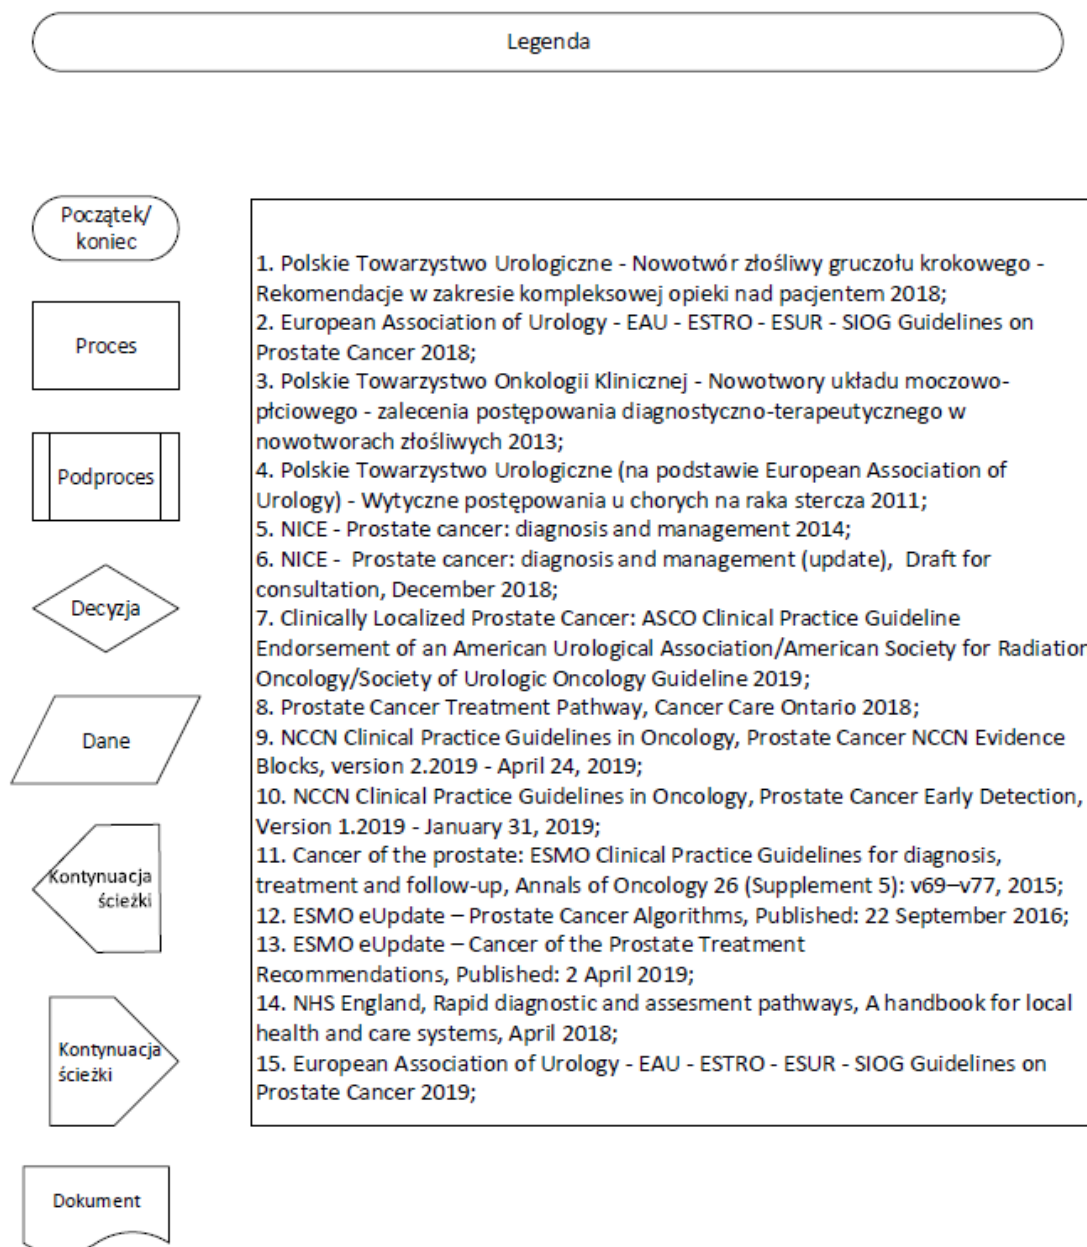 Legenda
Początek/
koniec
Proces
Podproces
Decyzja
Dane
Kontynuacja
ścieżki
Kontynuacja
ścieżki
Dokument
1. Polskie Towarzystwo Urologiczne - Nowotwór złośliwy gruczołu krokowego -
Rekomendacje w zakresie kompleksowej opieki nad pacjentem 2018;
2. European Association of Urology - EAU - ESTRO - ESUR - SIOG Guidelines on
Prostate Cancer 2018;
3. Polskie Towarzystwo Onkologii Klinicznej - Nowotwory układu moczowo-
płciowego - zalecenia postępowania diagnostyczno-terapeutycznego w
nowotworach złośliwych 2013;
4. Polskie Towarzystwo Urologiczne (na podstawie European Association of
Urology) - Wytyczne postępowania u chorych na raka stercza 2011;
5. NICE - Prostate cancer: diagnosis and management 2014;
6. NICE - Prostate cancer: diagnosis and management (update), Draft for
consultation, December 2018;
7. Clinically Localized Prostate Cancer: ASCO Clinical Practice Guideline
Endorsement of an American Urological Association/American Society for Radiation
Oncology/Society of Urologic Oncology Guideline 2019;
8. Prostate Cancer Treatment Pathway, Cancer Care Ontario 2018;
9. NCCN Clinical Practice Guidelines in Oncology, Prostate Cancer NCCN Evidence
Blocks, version 2.2019 - April 24, 2019;
10. NCCN Clinical Practice Guidelines in Oncology, Prostate Cancer Early Detection,
Version 1.2019 - January 31, 2019;
11. Cancer of the prostate: ESMO Clinical Practice Guidelines for diagnosis,
treatment and follow-up, Annals of Oncology 26 (Supplement 5): v69–v77, 2015;
12. ESMO eUpdate – Prostate Cancer Algorithms, Published: 22 September 2016;
13. ESMO eUpdate – Cancer of the Prostate Treatment
Recommendations, Published: 2 April 2019;
14. NHS England, Rapid diagnostic and assesment pathways, A handbook for local
health and care systems, April 2018;
15. European Association of Urology - EAU - ESTRO - ESUR - SIOG Guidelines on
Prostate Cancer 2019;